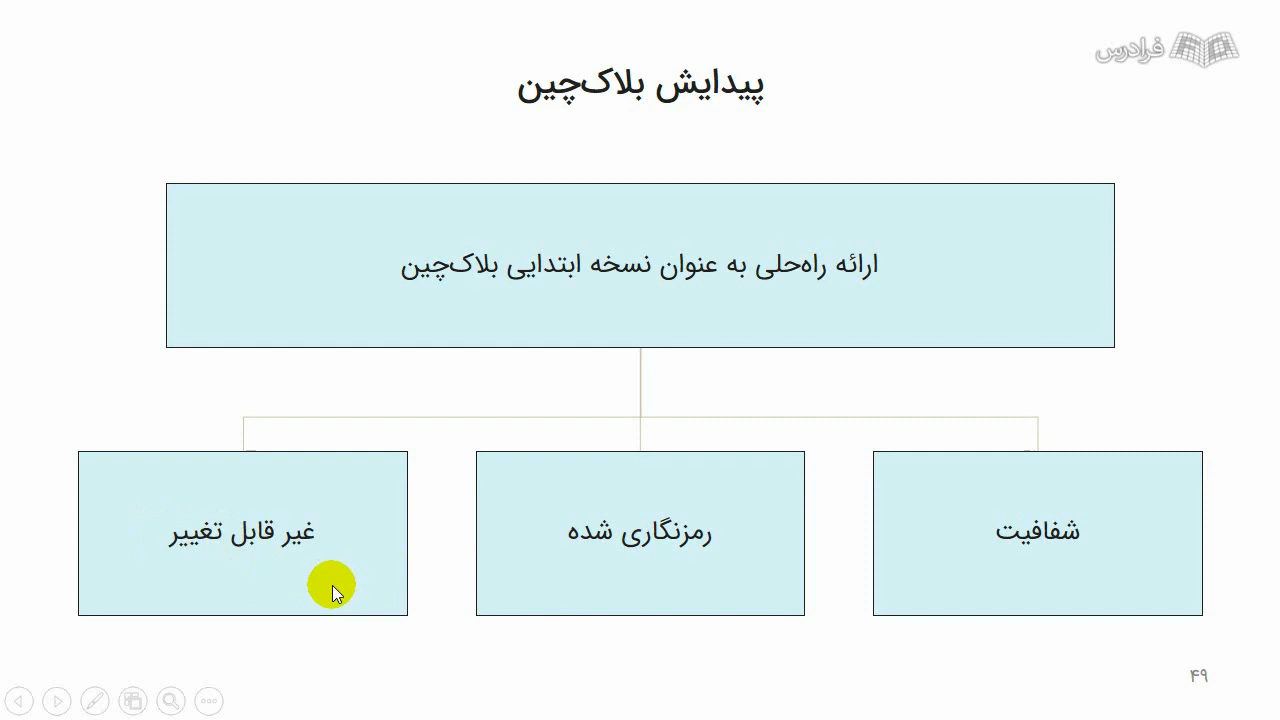 فرادرس
پیدایش بلاک‌چین
ارائه راه‌حلی به عنوان نسخه ابتدایی بلاک‌چین
شفافیت
رمزنگاری شده
غیر قابل تغییر
۴۹